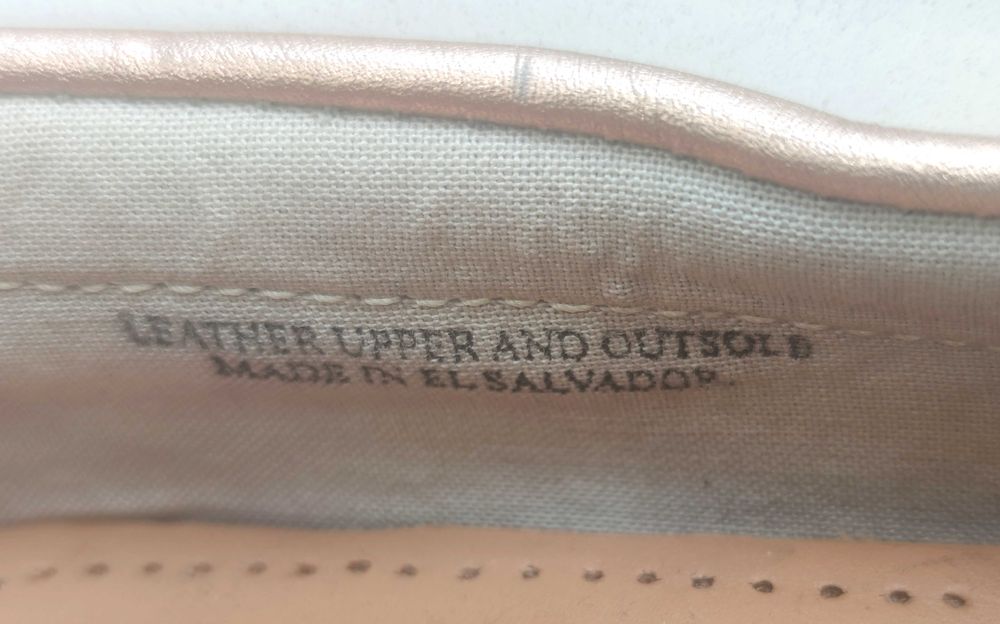 LEATHER UPPER AND OUTSOLE
MADE IN EL SALVADOR.